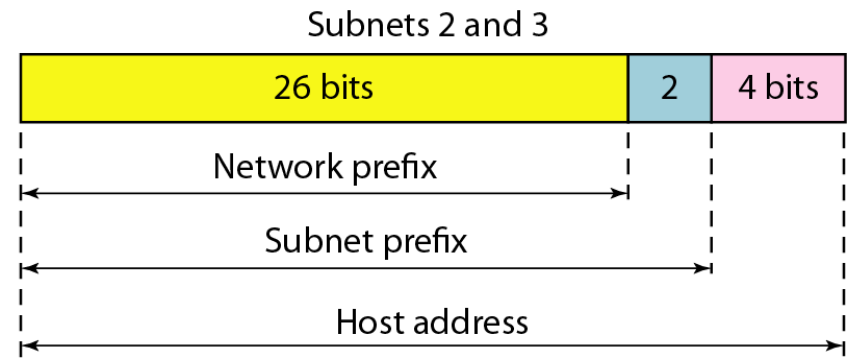 Subnets 2 and 3
26 bits 2 4 bits
Network prefix
Subnet prefix
Host address